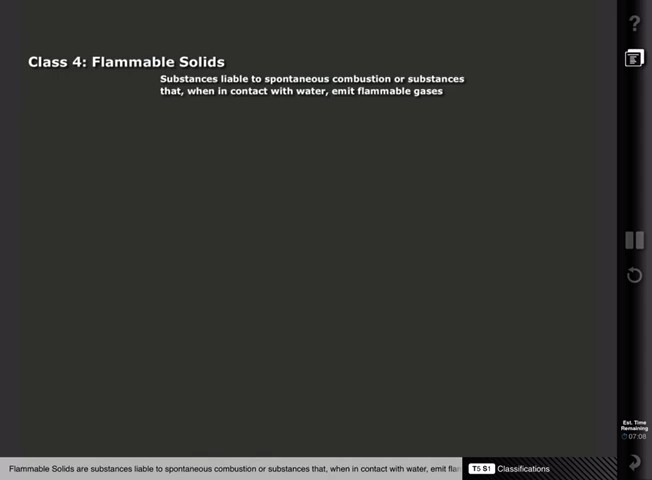 Class 4: Flammable Solids
Substances liable to spontaneous combustion or substances
that, when in contact with water, emit flammable gases
?
Est. Time
Remaining
07:08
Flammable Solids are substances liable to spontaneous combustion or substances that, when in contact with water, emit
T5 S1 Classifications